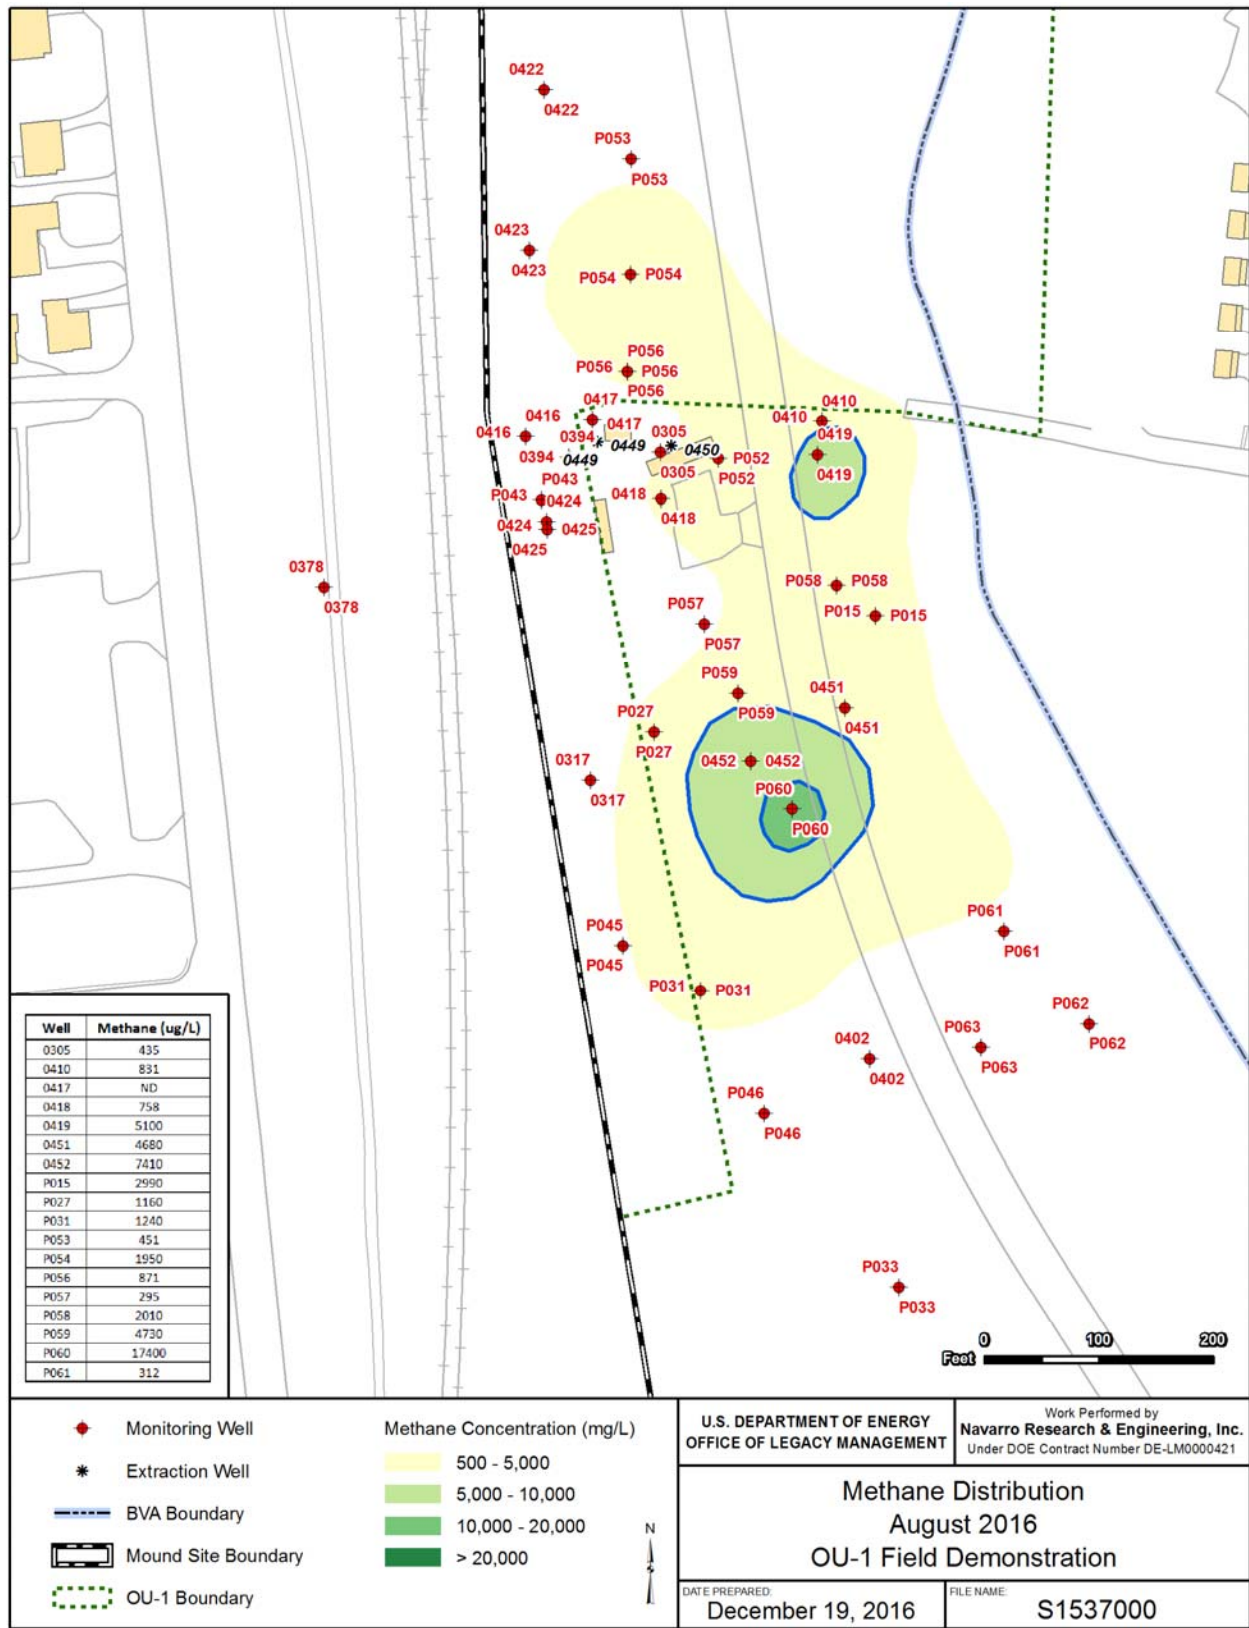 0422
0422
P053
P053
0423
0423
P054 P054
P056
P056 P056
P056
0417
0417
0416
0416
0410
0410
0394
0394
0449
0449
0305
0305
0450
P052
P052
0419
0419
P043
P043
0424
0424
0425
0425
0418
0418
0378
0378
P058 P058
P015 P015
P057
P057
P059
P059
0451
0451
P027
P027
0452 0452
0317
0317
P060
P060
P045
P045
P061
P061
P031 P031
P062
P062
P063
P063
0402
0402
P046
P046
P033
P033
Well Methane (ug/L)
0305 435
0410 831
0417 ND
0418 758
0419 5100
0451 4680
0452 7410
P015 2990
P027 1160
P031 1240
P053 451
P054 1950
P056 871
P057 295
P058 2010
P059 4730
P060 17400
P061 312
0 100 200
Feet
Monitoring Well
Extraction Well
BVA Boundary
Mound Site Boundary
OU-1 Boundary
Methane Concentration (mg/L)
500 - 5,000
5,000 - 10,000
10,000 - 20,000
> 20,000
N
U.S. DEPARTMENT OF ENERGY
OFFICE OF LEGACY MANAGEMENT
Work Performed by
Navarro Research & Engineering, Inc.
Under DOE Contract Number DE-LM0000421
Methane Distribution
August 2016
OU-1 Field Demonstration
DATE PREPARED:
December 19, 2016
FILE NAME:
S1537000